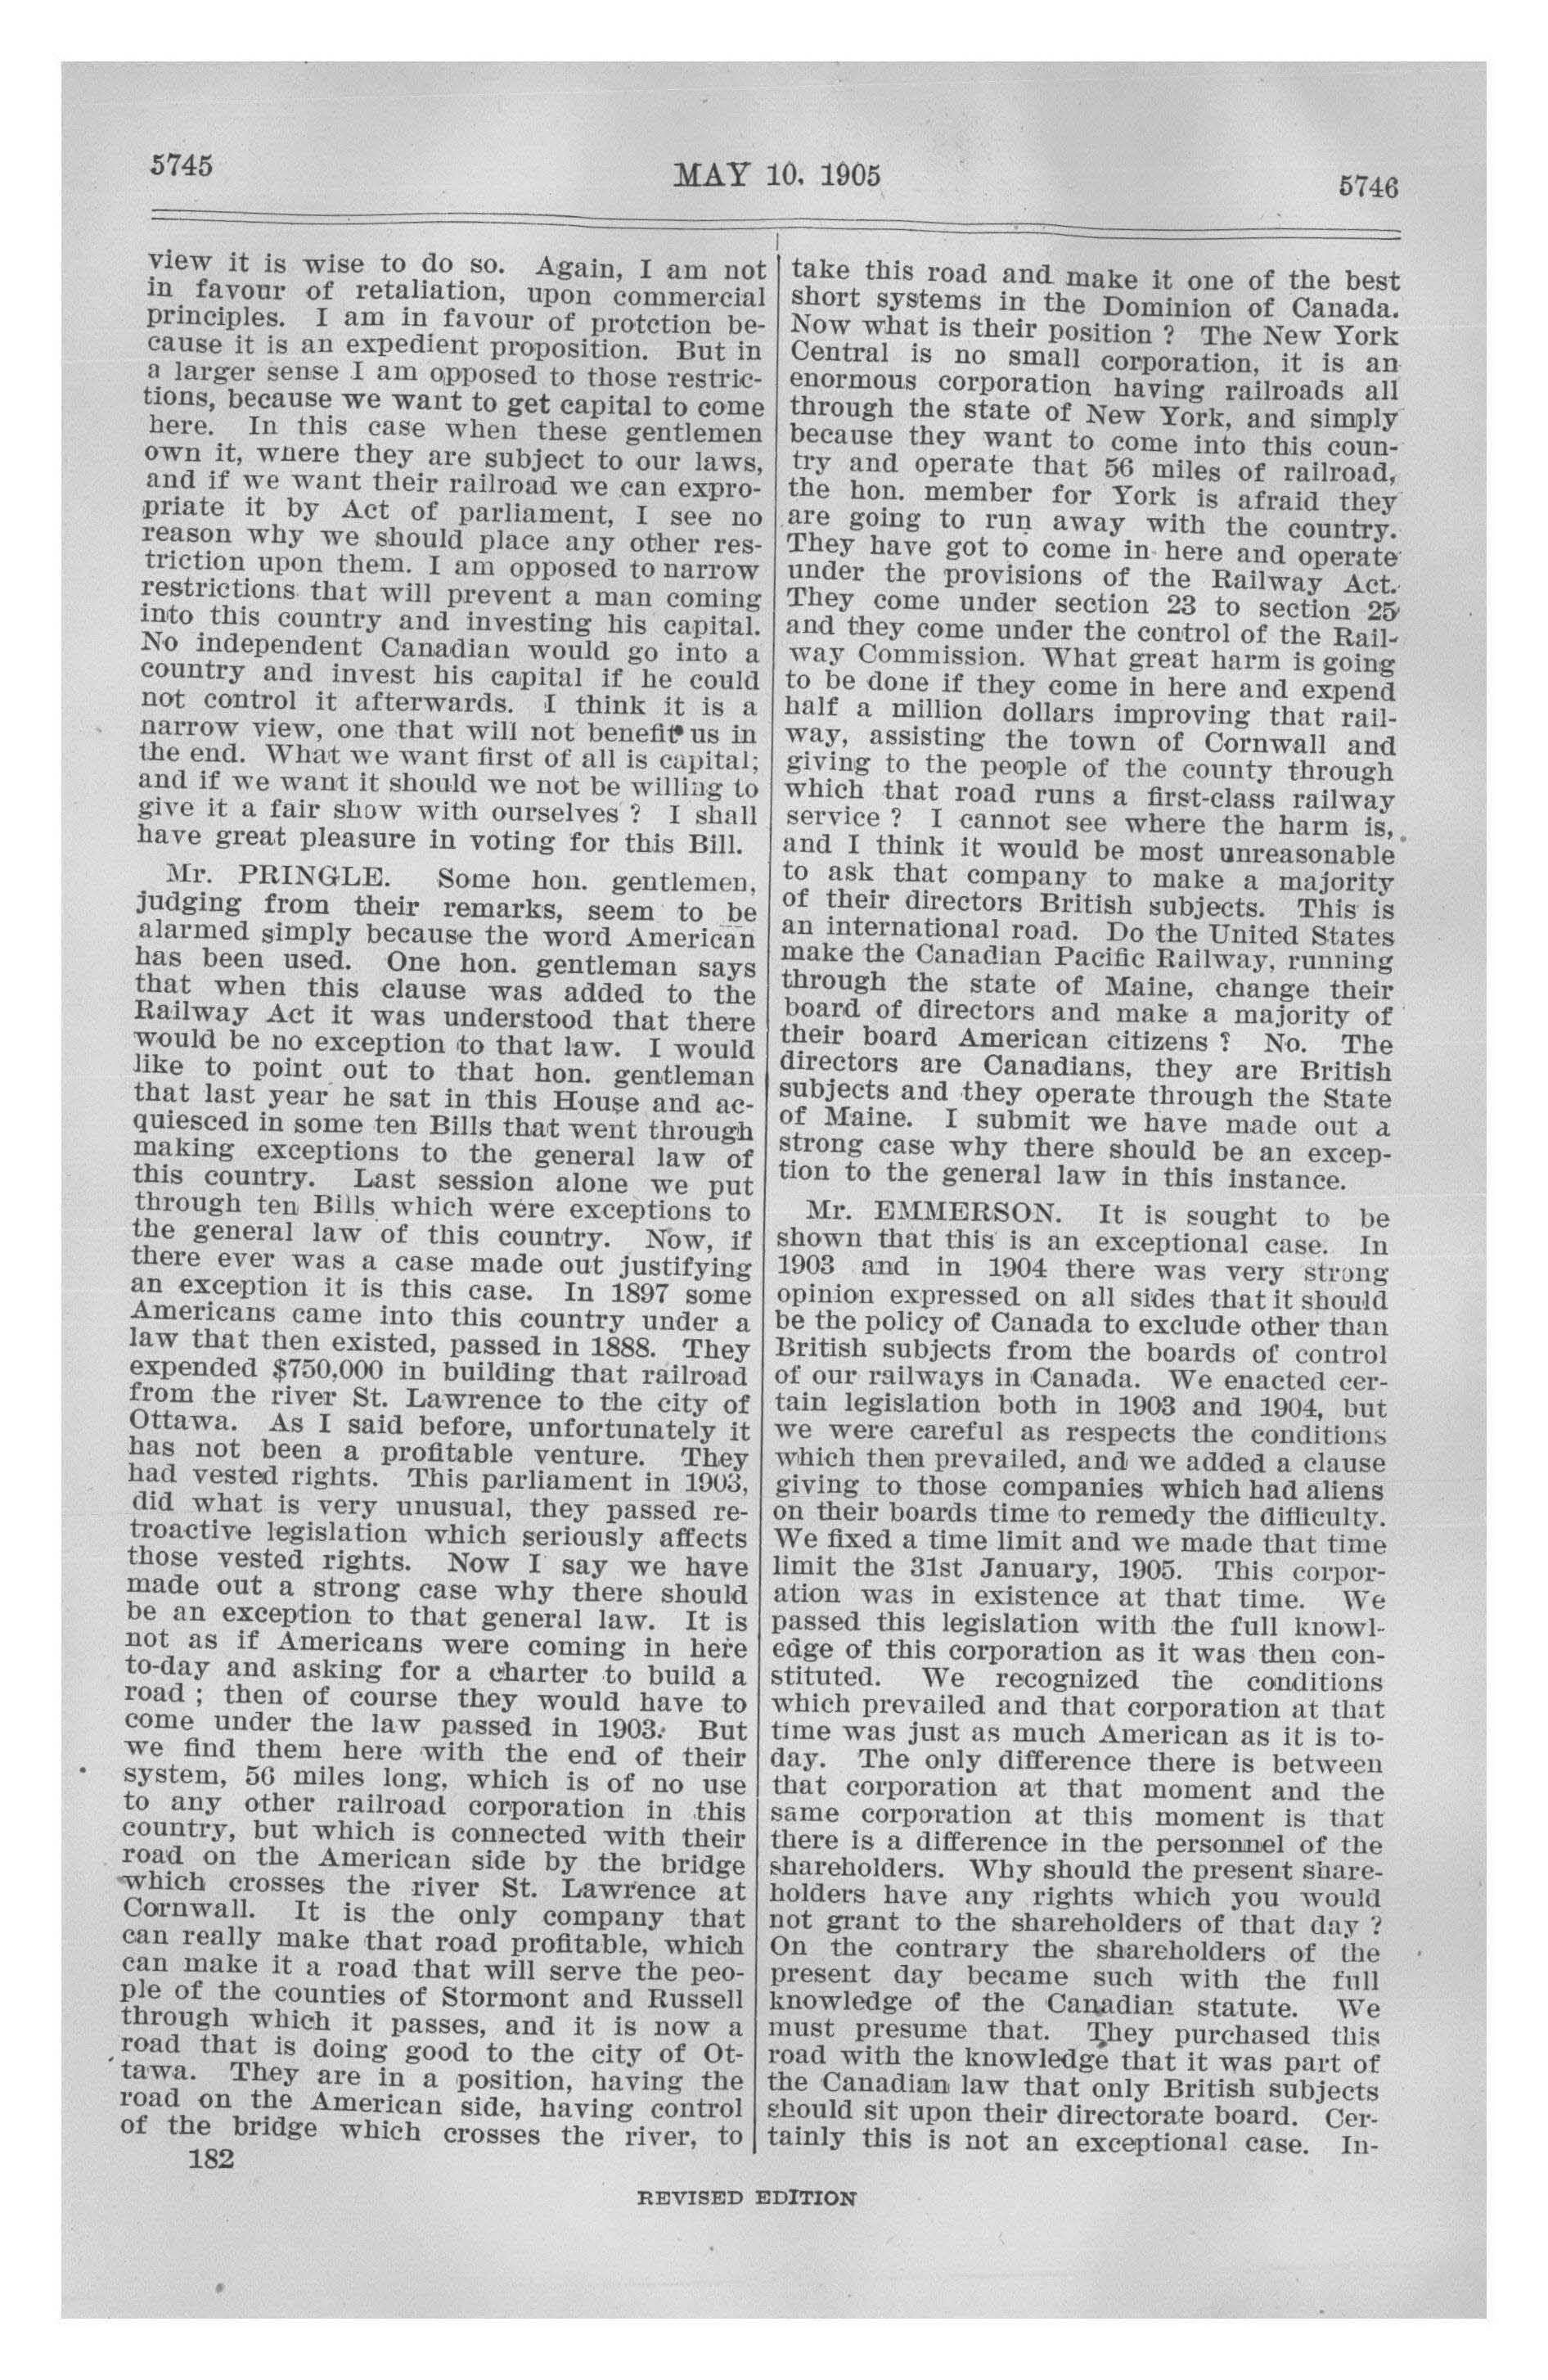 5745
MAY 10, 1905
5746
view it is wise to do so. Again, I am not
in favour of retaliation, upon commercial
principles. I am in favour of protction be-
cause it is an expedient proposition. But in
a larger sense I am opposed to those restric-
tions, because we want to get capital to come
here. In this case when these gentlemen
own it, where they are subject to our laws,
and if we want their railroad we can expro-
priate it by Act of parliament, I see no
reason why we should place any other res-
triction upon them. I am opposed to narrow
restrictions that will prevent a man coming
into this country and investing his capital.
No independent Canadian would go into a
country and invest his capital if he could
not control it afterwards. I think it is a
narrow view, one that will not benefit us in
the end. What we want first of all is capital;
and if we want it should we not be willing to
give it a fair show with ourselves ? I shall
have great pleasure in voting for this Bill.
Mr. PRINGLE. Some hon. gentlemen,
judging from their remarks, seem to be
alarmed simply because the word American
has been used. One hon. gentleman says
that when this clause was added to the
Railway Act it was understood that there
would be no exception to that law. I would
like to point out to that hon. gentleman
that last year he sat in this House and ac-
quiesced in some ten Bills that went through
making exceptions to the general law of
this country. Last session alone we put
through ten Bills which were exceptions to
the general law of this country. Now, if
there ever was a case made out justifying
an exception it is this case. In 1897 some
Americans came into this country under a
law that then existed, passed in 1888. They
expended $750,000 in building that railroad
from the river St. Lawrence to the city of
Ottawa. As I said before, unfortunately it
has not been a profitable venture. They
had vested rights. This parliament in 1903,
did what is very unusual, they passed re-
troactive legislation which seriously affects
those vested rights. Now I say we have
made out a strong case why there should
be an exception to that general law. It is
not as if Americans were coming in here
to-day and asking for a charter to build a
road ; then of course they would have to
come under the law passed in 1903. But
we find them here with the end of their
system, 56 miles long, which is of no use
to any other railroad corporation in this
country, but which is connected with their
road on the American side by the bridge
which crosses the river St. Lawrence at
Cornwall. It is the only company that
can really make that road profitable, which
can make it a road that will serve the peo-
ple of the counties of Stormont and Russell
through which it passes, and it is now a
road that is doing good to the city of Ot-
tawa. They are in a position, having the
road on the American side, having control
of the bridge which crosses the river, to
182
take this road and make it one of the best
short systems in the Dominion of Canada.
Now what is their position ? The New York
Central is no small corporation, it is an
enormous corporation having railroads all
through the state of New York, and simply
because they want to come into this coun-
try and operate that 56 miles of railroad,
the hon. member for York is afraid they
are going to run away with the country.
They have got to come in here and operate
under the provisions of the Railway Act.
They come under section 23 to section 25
and they come under the control of the Rail-
way Commission. What great harm is going
to be done if they come in here and expend
half a million dollars improving that rail-
way, assisting the town of Cornwall and
giving to the people of the county through
which that road runs a first-class railway
service ? I cannot see where the harm is,
and I think it would be most unreasonable
to ask that company to make a majority
of their directors British subjects. This is
an international road. Do the United States
make the Canadian Pacific Railway, running
through the state of Maine, change their
board of directors and make a majority of
their board American citizens ? No. The
directors are Canadians, they are British
subjects and they operate through the State
of Maine. I submit we have made out a
strong case why there should be an excep-
tion to the general law in this instance.
Mr. EMMERSON. It is sought to be
shown that this is an exceptional case. In
1903 and in 1904 there was very strong
opinion expressed on all sides that it should
be the policy of Canada to exclude other than
British subjects from the boards of control
of our railways in Canada. We enacted cer-
tain legislation both in 1903 and 1904, but
we were careful as respects the conditions
which then prevailed, and we added a clause
giving to those companies which had aliens
on their boards time to remedy the difficulty.
We fixed a time limit and we made that time
limit the 31st January, 1905. This corpor-
ation was in existence at that time. We
passed this legislation with the full knowl-
edge of this corporation as it was then con-
stituted. We recognized the conditions
which prevailed and that corporation at that
time was just as much American as it is to-
day. The only difference there is between
that corporation at that moment and the
same corporation at this moment is that
there is a difference in the personnel of the
shareholders. Why should the present share-
holders have any rights which you would
not grant to the shareholders of that day ?
On the contrary the shareholders of the
present day became such with the full
knowledge of the Canadian statute. We
must presume that. They purchased this
road with the knowledge that it was part of
the Canadian law that only British subjects
should sit upon their directorate board. Cer-
tainly this is not an exceptional case. In-
REVISED EDITION